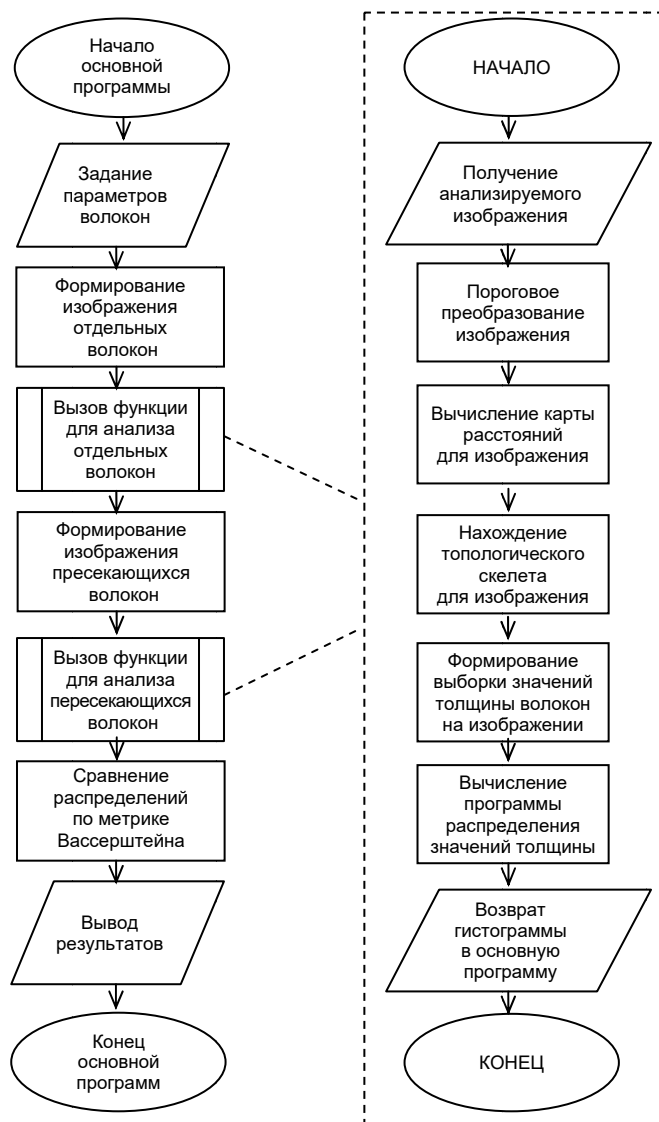 Начало
основной
программы
Задание
параметров
волокон
Формирование
изображения
отдельных
волокон
Вызов функции
для анализа
отдельных
волокон
Формирование
изображения
пресекающихся
волокон
Вызов функции
для анализа
пересекающихся
волокон
Сравнение
распределений
по метрике
Вассерштейна
Вывод
результатов
Конец
основной
программ
НАЧАЛО
Получение
анализируемого
изображения
Пороговое
преобразование
изображения
Вычисление карты
расстояний
для изображения
Нахождение
топологического
скелета
для изображения
Формирование
выборки значений
толщины волокон
на изображении
Вычисление
программы
распределения
значений толщины
Возврат
гистограммы
в основную
программу
КОНЕЦ